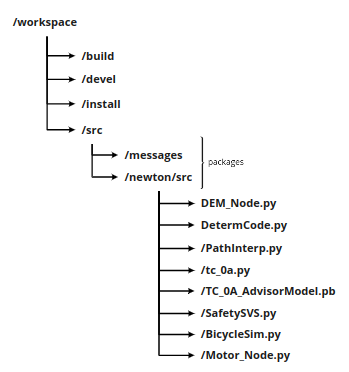 /workspace
/build
/devel
/install
/src
/messages
packages
/newton/src
DEM_Node.py
DetermCode.py
/PathInterp.py
/tc_0a.py
/TC_0A_AdvisorModel.pb
/SafetySVS.py
/BicycleSim.py
/Motor_Node.py